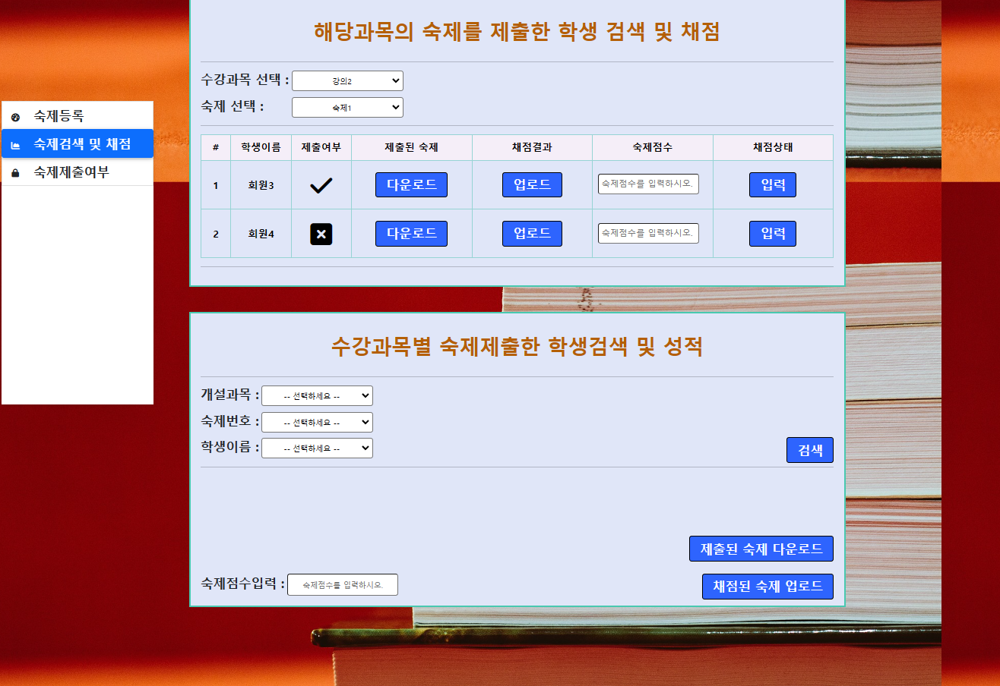 해당과목의 숙제를 제출한 학생 검색 및 채점
수강과목 선택 : 강의2
숙제 선택 : 숙제1
숙제등록
숙제검색 및 채점
숙제제출여부
# 학생이름 제출여부 제출된 숙제 채점결과 숙제점수 채점상태
1 회원3 다운로드 업로드 숙제점수를 입력하시오. 입력
2 회원4 다운로드 업로드 숙제점수를 입력하시오. 입력
수강과목별 숙제제출한 학생검색 및 성적
개설과목 : -- 선택하세요 --
숙제번호 : -- 선택하세요 --
학생이름 : -- 선택하세요 -- 검색
제출된 숙제 다운로드
숙제점수입력 : 숙제점수를 입력하시오. 채점된 숙제 업로드